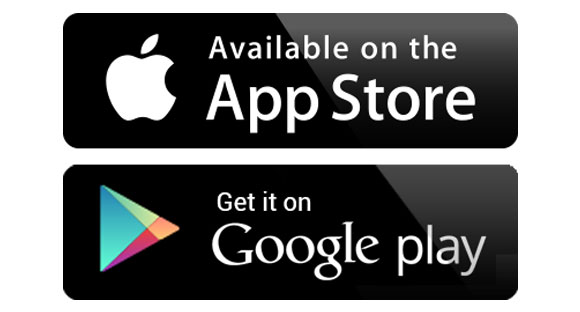 Available on the
App Store
Get it on
Google play